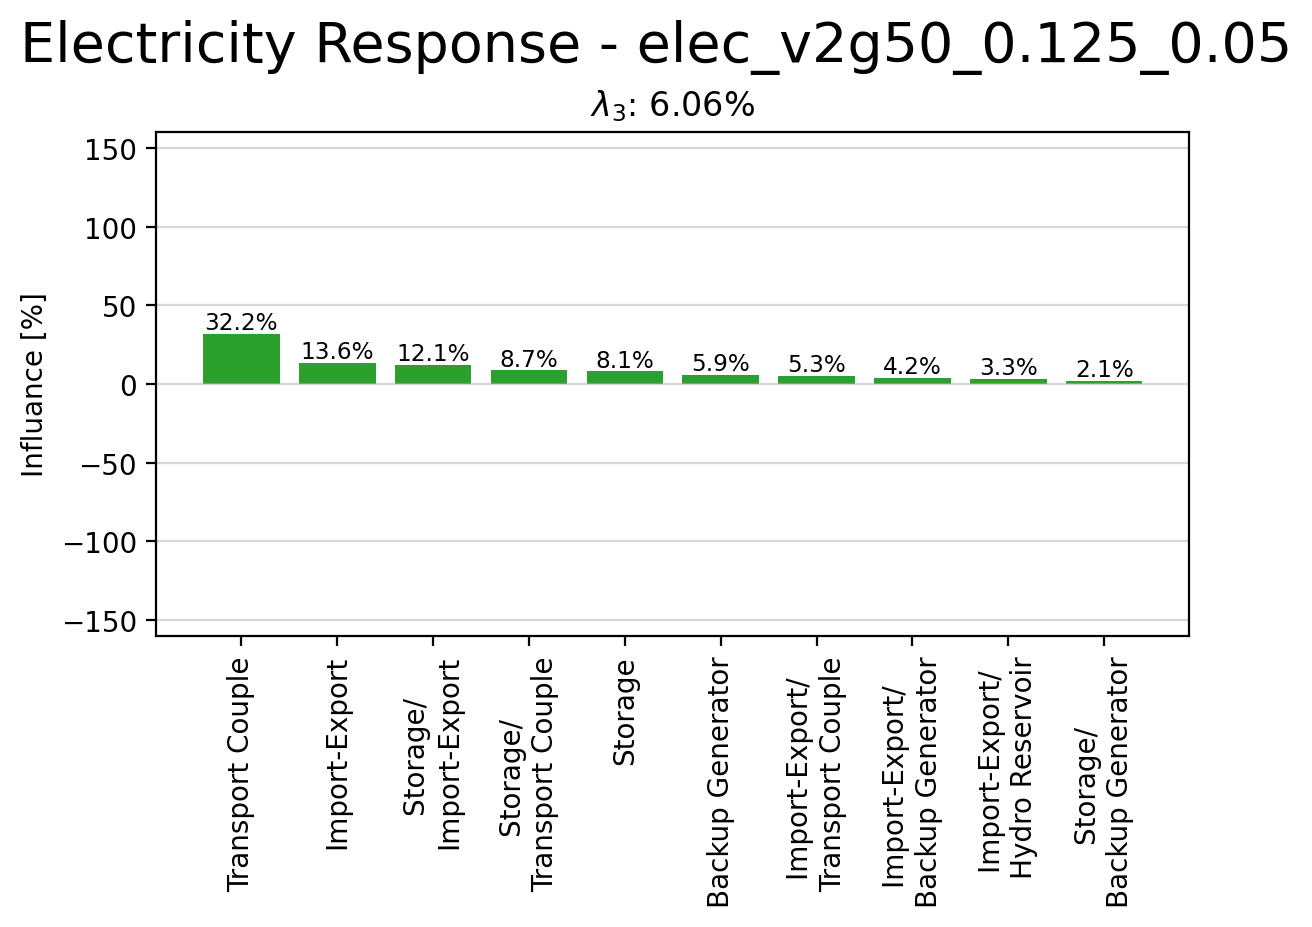 Electricity Response - elec_v2g50_0.125_0.05
λ₃: 6.06%
150
100
50
0
−50
−100
−150
Influance [%]
32.2%
13.6%
12.1%
8.7%
8.1%
5.9%
5.3%
4.2%
3.3%
2.1%
Transport Couple
Import-Export
Storage/
Import-Export
Storage/
Transport Couple
Storage
Backup Generator
Import-Export/
Transport Couple
Import-Export/
Backup Generator
Import-Export/
Hydro Reservoir
Storage/
Backup Generator